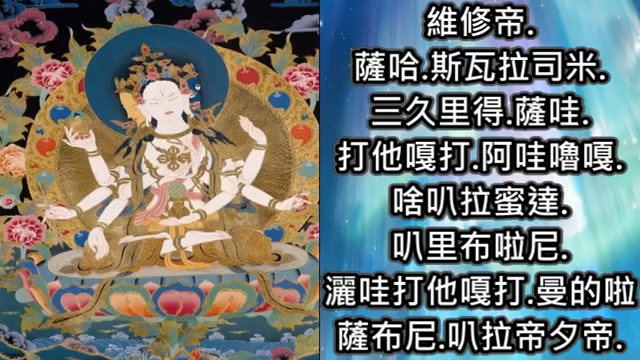 維修帝.
薩哈.斯瓦拉司米.
三久里得.薩哇.
打他嘎打.阿哇嚕嘎.
啥叭拉蜜達.
叭里布啦尼.
灑哇打他嘎打.曼的啦
薩布尼.叭拉帝夕帝.